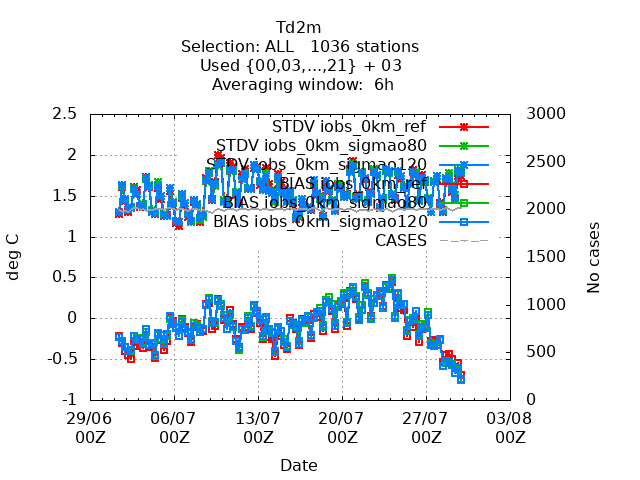 Td2m
Selection: ALL   1036 stations
Used {00,03,...,21} + 03
Averaging window:  6h
STDV iobs_0km_ref
STDV iobs_0km_sigmao80
STDV iobs_0km_sigmao120
BIAS iobs_0km_ref
BIAS iobs_0km_sigmao80
BIAS iobs_0km_sigmao120
CASES
deg C
2.5
2
1.5
1
0.5
0
-0.5
-1
No cases
3000
2500
2000
1500
1000
500
0
29/06 06/07 13/07 20/07 27/07 03/08
00Z 00Z 00Z 00Z 00Z 00Z
Date